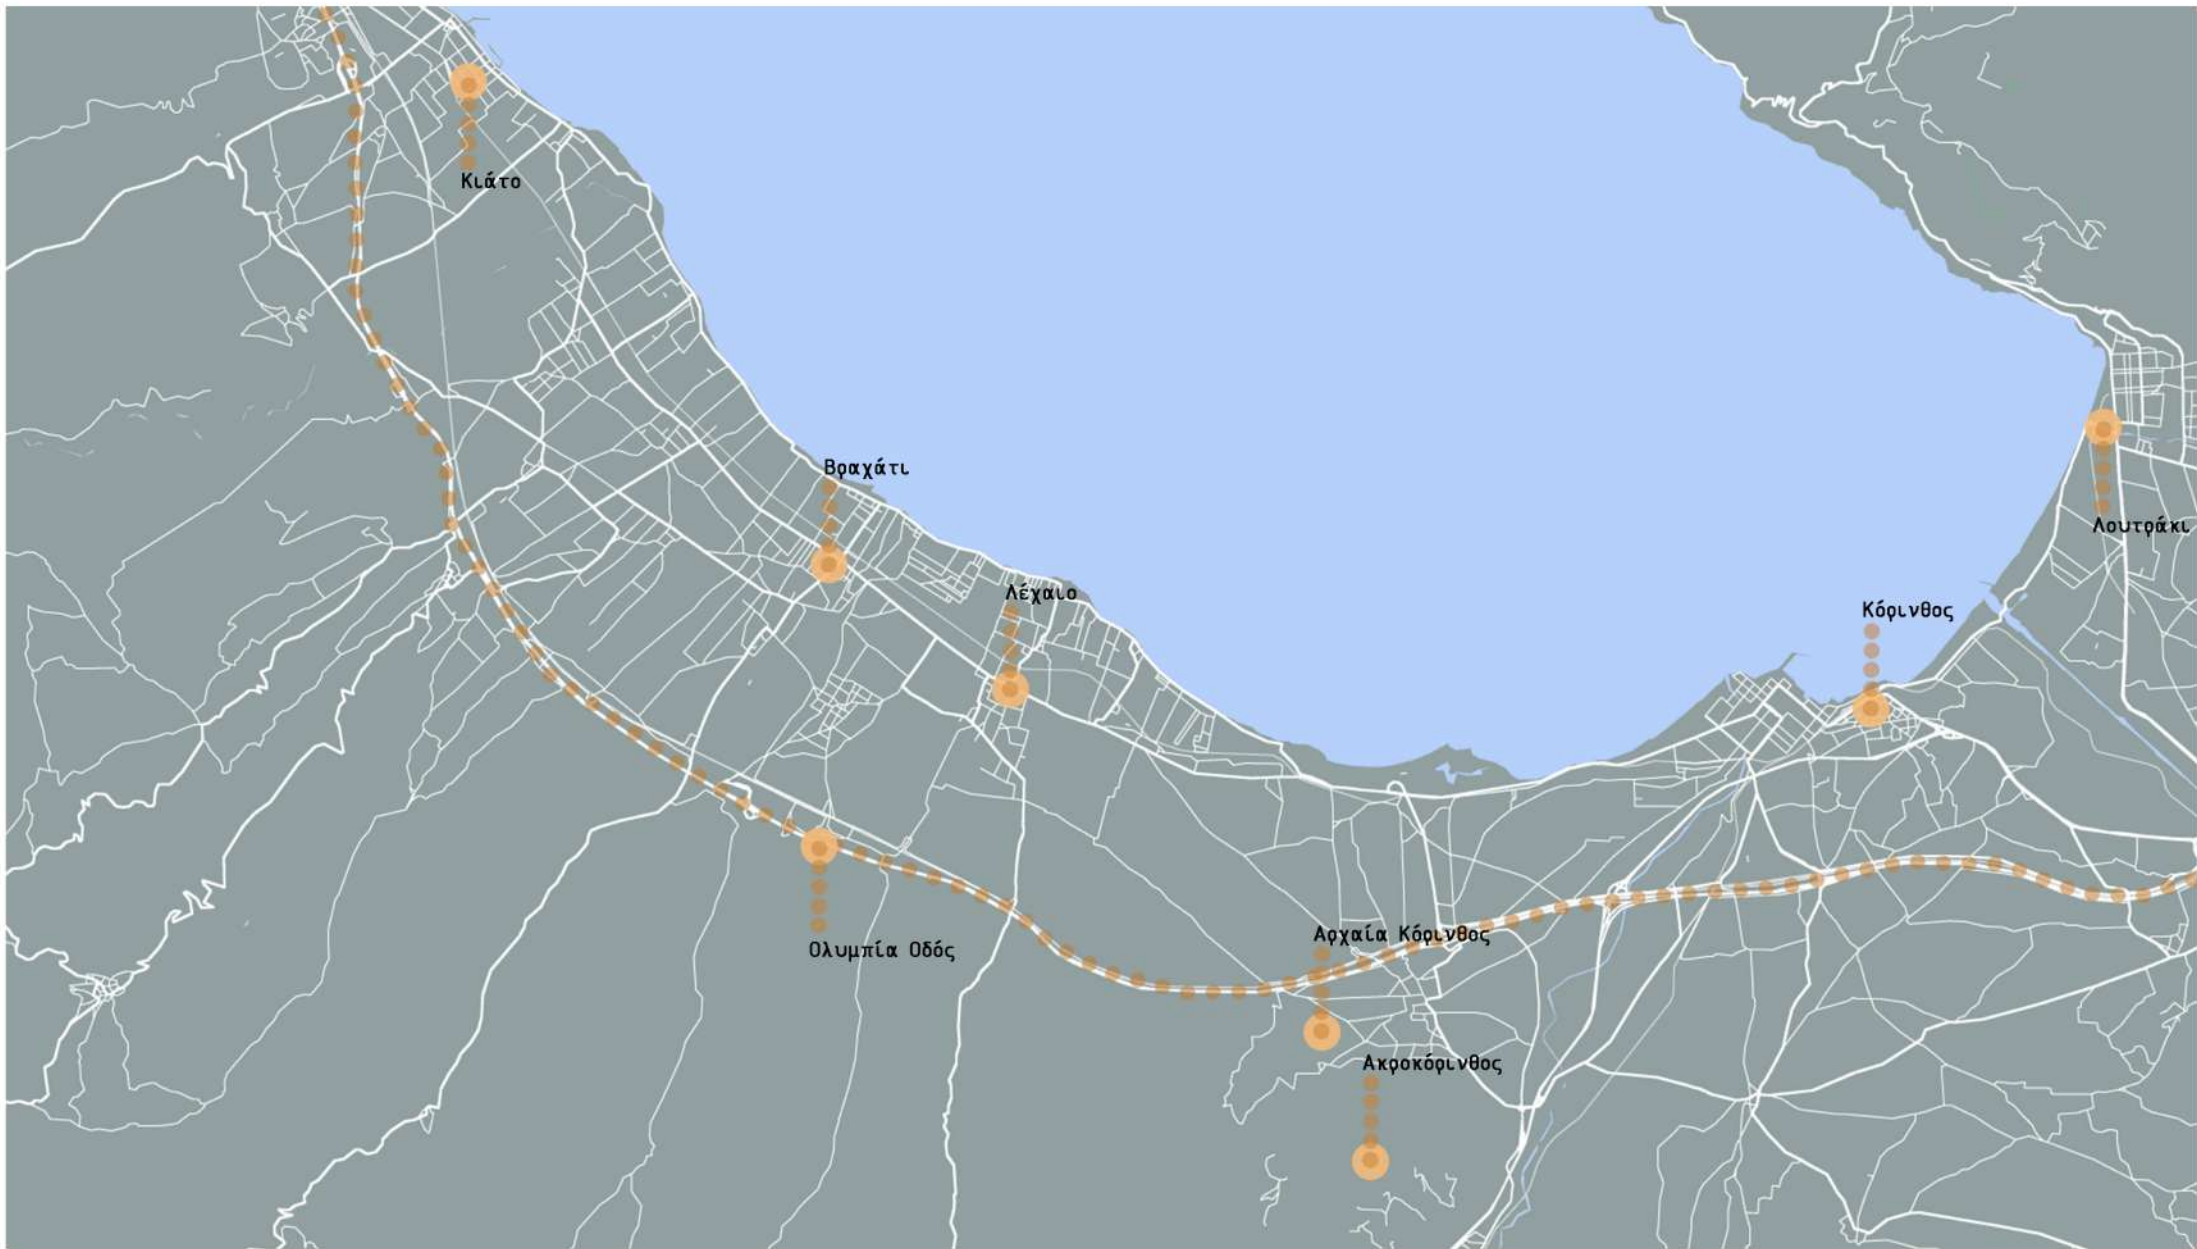 Κιάτο
Βραχάτι
Λουτράκι
Λέχαιο
Κόρινθος
Αρχαία Κόρινθος
Ολυμπία Οδός
Ακροκόρινθος